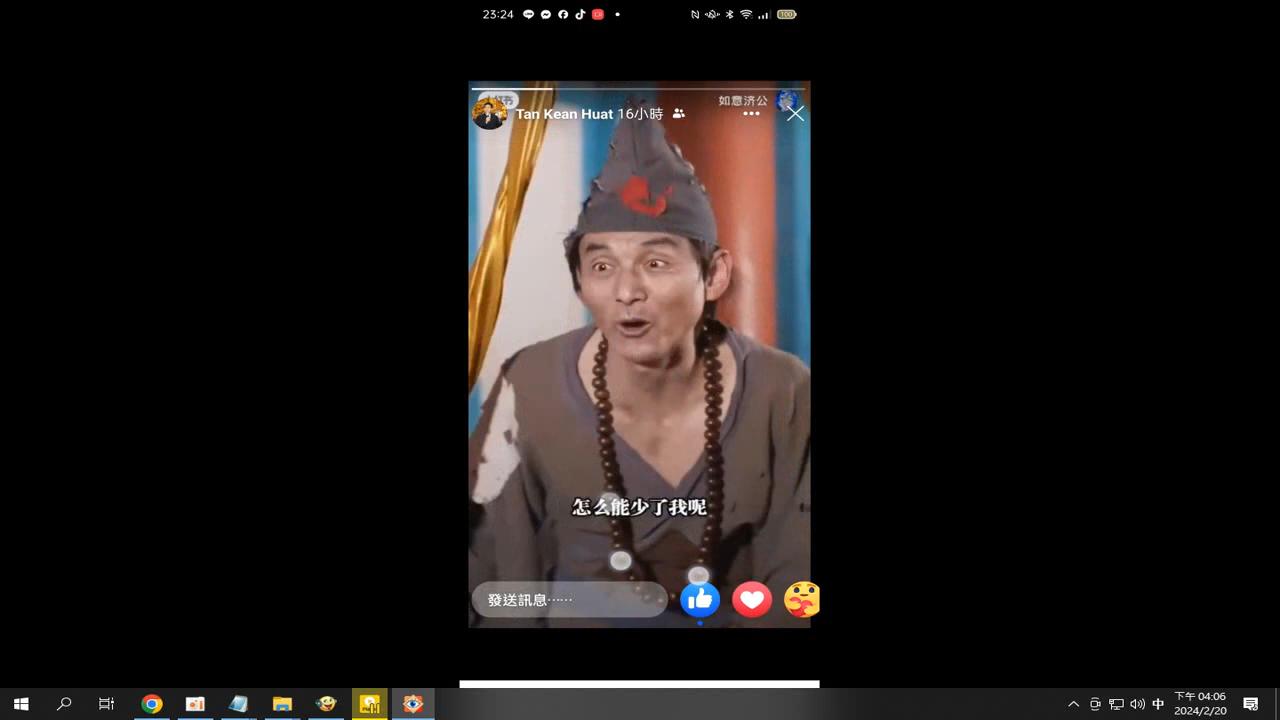 23:24
100
如意济公
Tan Kean Huat 16小時
怎么能少了我呢
發送訊息……
中
下午 04:06
2024/2/20